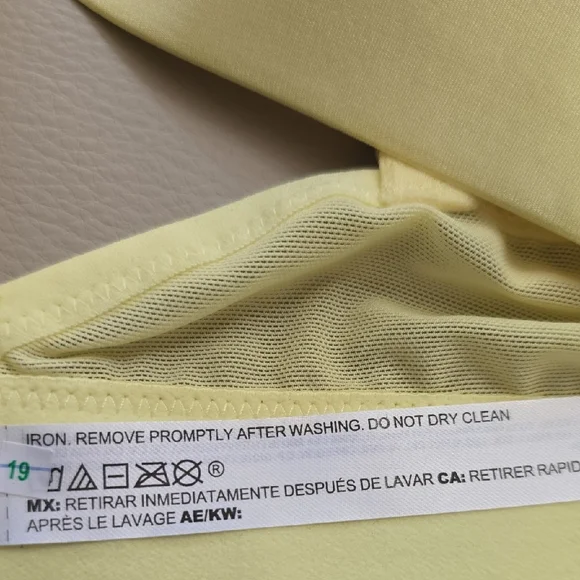 IRON. REMOVE PROMPTLY AFTER WASHING. DO NOT DRY CLEAN
19
®
MX: RETIRAR INMEDIATAMENTE DESPUÉS DE LAVAR CA: RETIRER RAPID
APRÈS LE LAVAGE AE/KW: